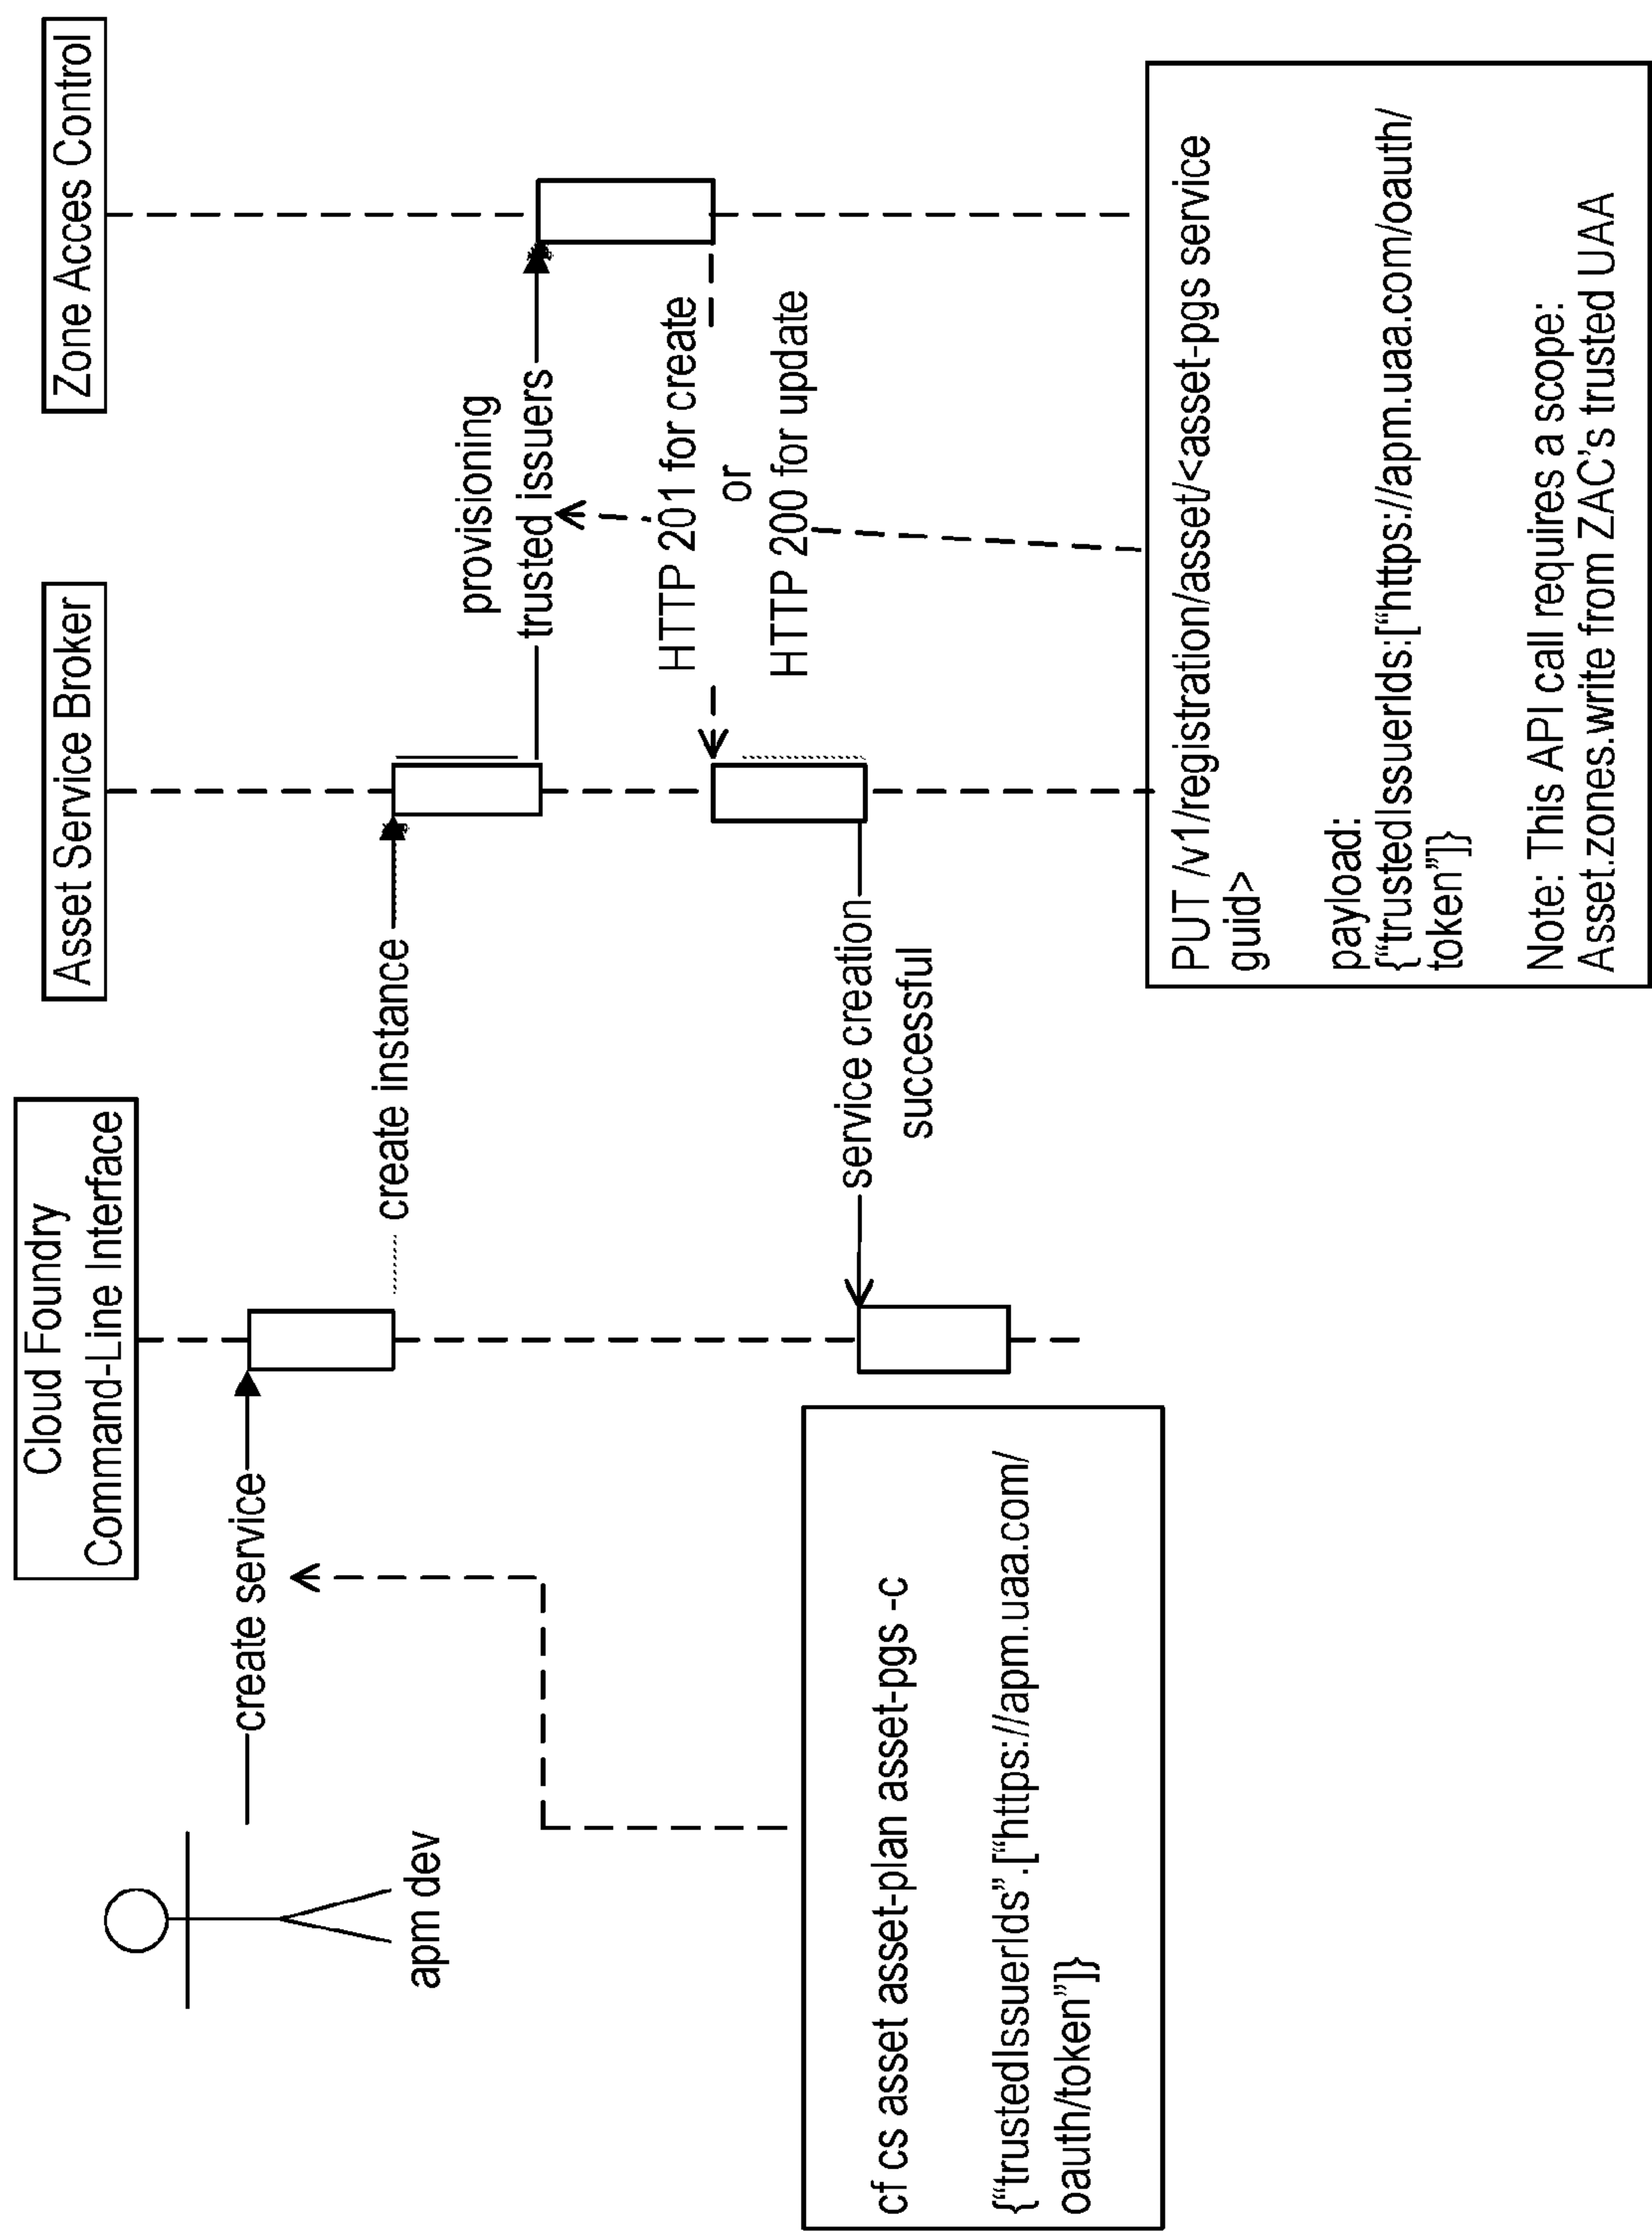 Cloud Foundry
Command-Line Interface
Asset Service Broker
Zone Acces Control
apm dev
create service
create instance
provisioning
trusted issuers
HTTP 201 for create
or
HTTP 200 for update
service creation
successful
cf cs asset asset-plan asset-pgs -c
{“trustedIssuerIds”.[“https://apm.uaa.com/
oauth/token”]}
PUT /v1/registration/asset/<asset-pgs service
guid>
payload:
{“trustedIssuerIds:[“https://apm.uaa.com/oauth/
token”]}
Note: This API call requires a scope:
Asset.zones.write from ZAC’s trusted UAA